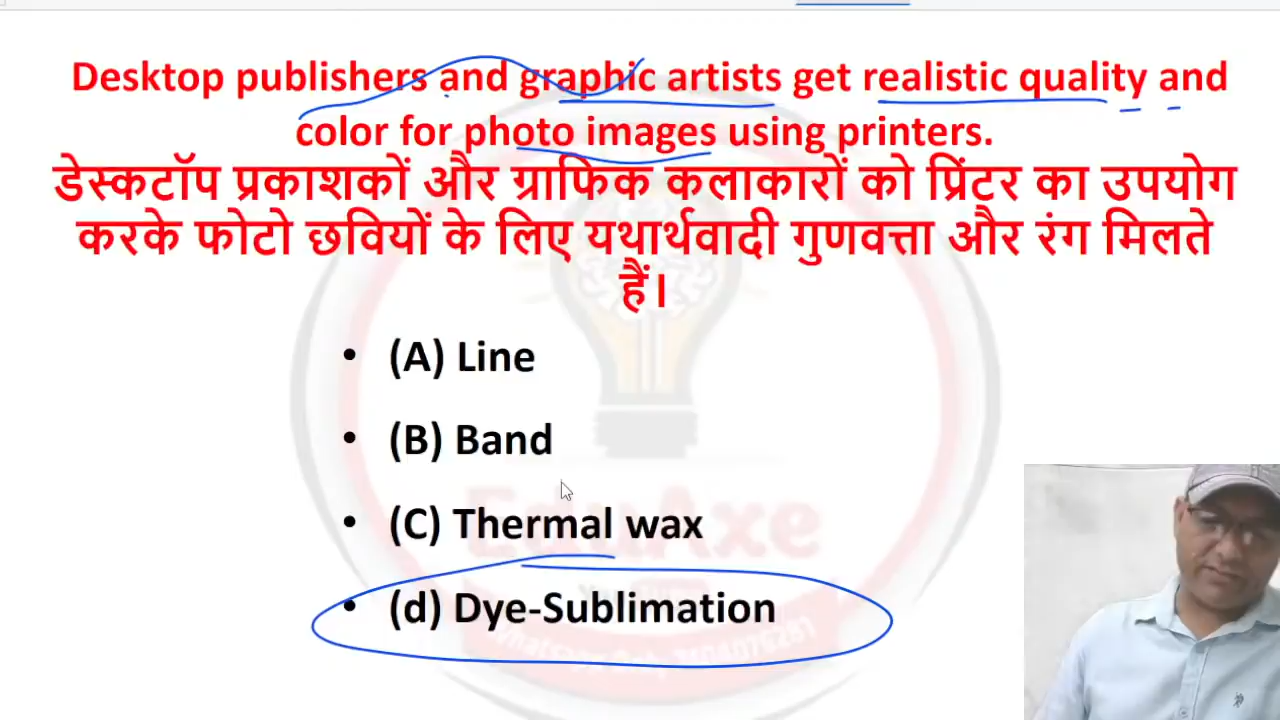 Desktop publishers and graphic artists get realistic quality and
color for photo images using printers.
डेस्कटॉप प्रकाशकों और ग्राफिक कलाकारों को प्रिंटर का उपयोग
करके फोटो छवियों के लिए यथार्थवादी गुणवत्ता और रंग मिलते
हैं।
• (A) Line
• (B) Band
• (C) Thermal wax
• (d) Dye-Sublimation
EduAxe